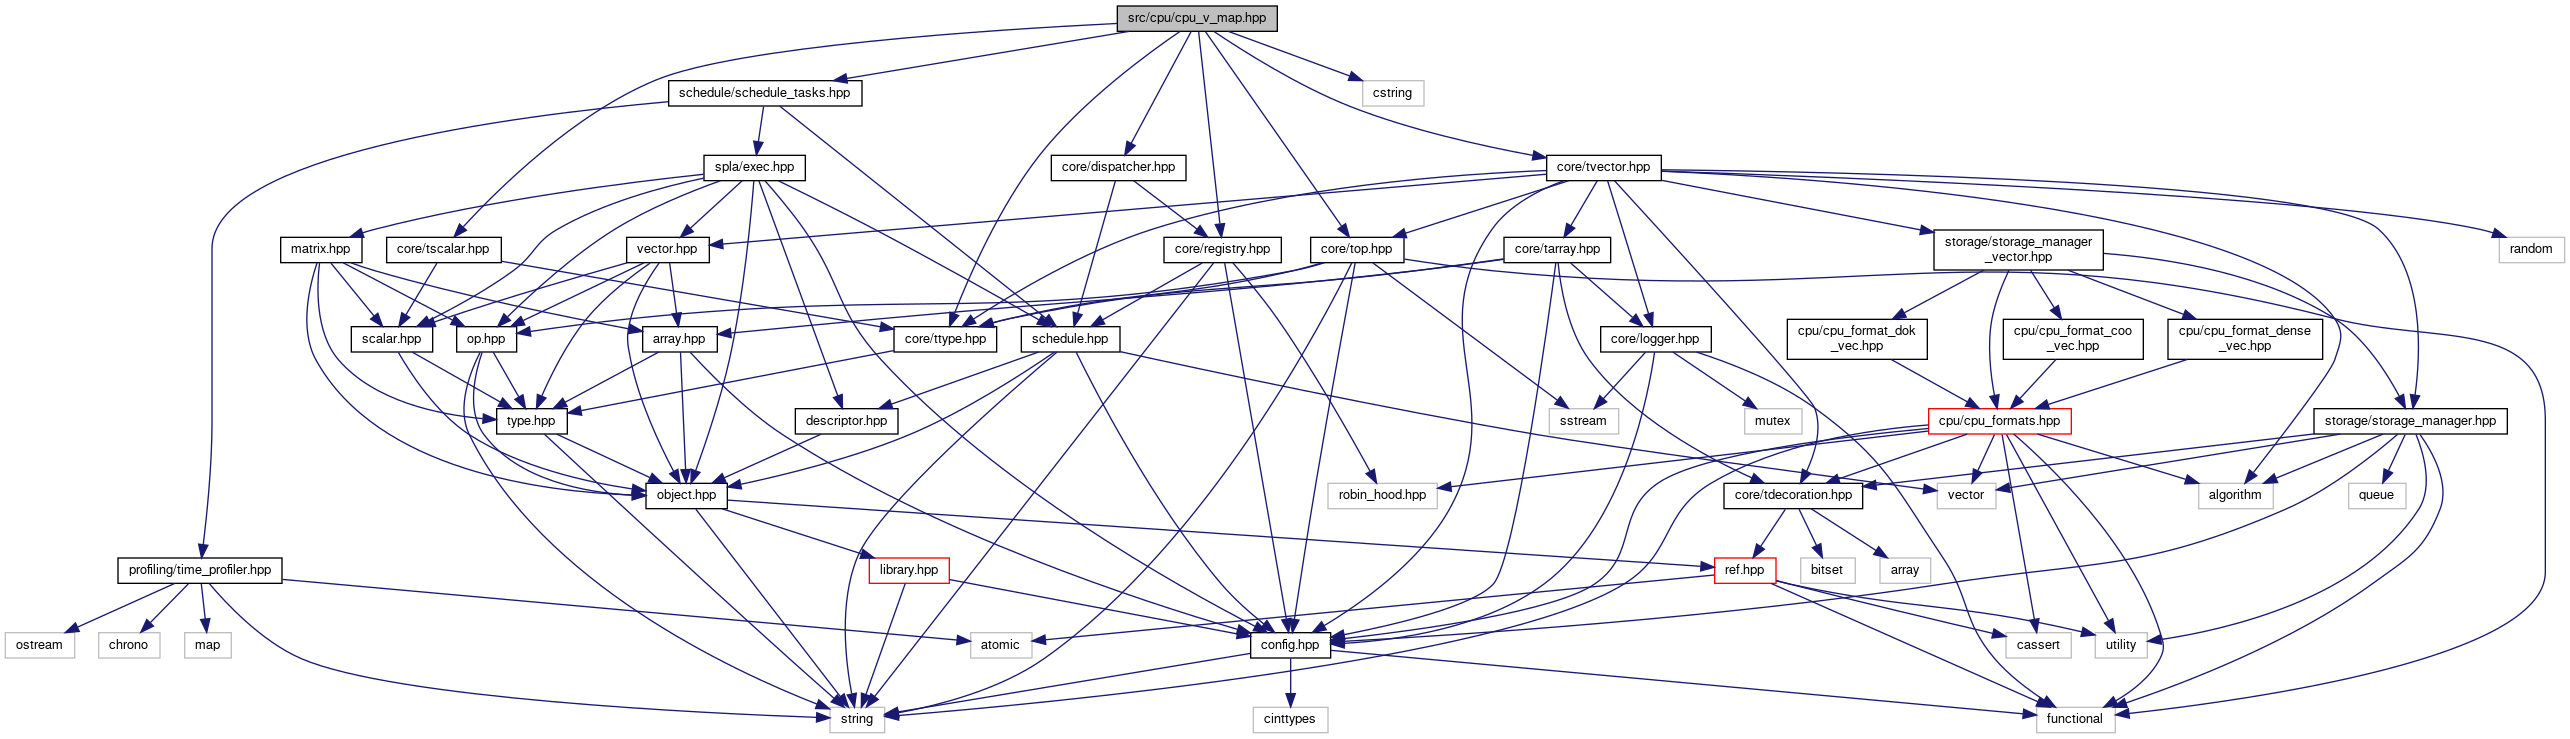 src/cpu/cpu_v_map.hpp
schedule/schedule_tasks.hpp
cstring
spla/exec.hpp
core/dispatcher.hpp
core/tvector.hpp
matrix.hpp
core/tscalar.hpp
vector.hpp
core/registry.hpp
core/top.hpp
core/tarray.hpp
storage/storage_manager
_vector.hpp
random
scalar.hpp
op.hpp
array.hpp
core/ttype.hpp
schedule.hpp
core/logger.hpp
cpu/cpu_format_dok
_vec.hpp
cpu/cpu_format_coo
_vec.hpp
cpu/cpu_format_dense
_vec.hpp
type.hpp
descriptor.hpp
sstream
mutex
cpu/cpu_formats.hpp
storage/storage_manager.hpp
object.hpp
robin_hood.hpp
core/tdecoration.hpp
vector
algorithm
queue
profiling/time_profiler.hpp
library.hpp
ref.hpp
bitset
array
ostream
chrono
map
atomic
config.hpp
cassert
utility
string
cinttypes
functional